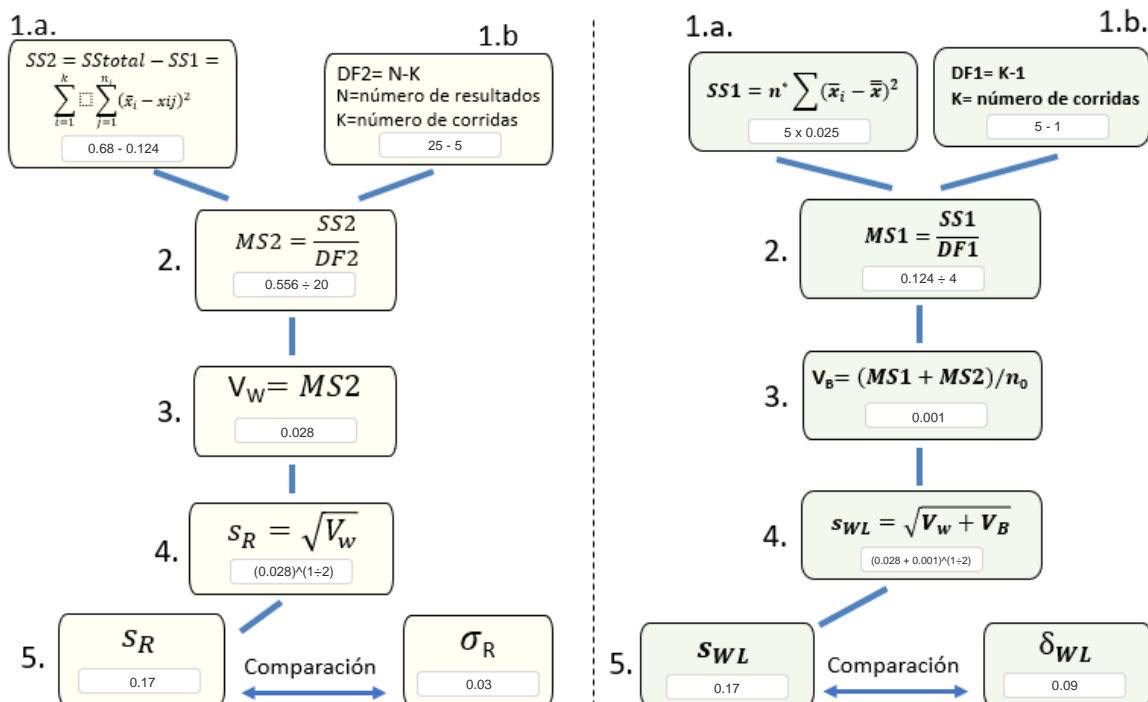 1.a.
1.b
SS2 = SStotal − SS1 =
∑_{i=1}^{k} ⬚ ∑_{j=1}^{n_i} (x̄_i − xij)²
0.68 - 0.124
DF2= N-K
N=número de resultados
K=número de corridas
25 - 5
2.
MS2 = SS2/DF2
0.556 ÷ 20
3.
V_W= MS2
0.028
4.
s_R = √V_w
(0.028)^(1÷2)
5.
s_R
0.17
Comparación
σ_R
0.03
1.a.
1.b.
SS1 = n* ∑(x̄_i − x̿)²
5 x 0.025
DF1= K-1
K= número de corridas
5 - 1
2.
MS1 = SS1/DF1
0.124 ÷ 4
3.
V_B= (MS1 + MS2)/n_0
0.001
4.
s_WL = √V_w + V_B
(0.028 + 0.001)^(1÷2)
5.
s_WL
0.17
Comparación
δ_WL
0.09